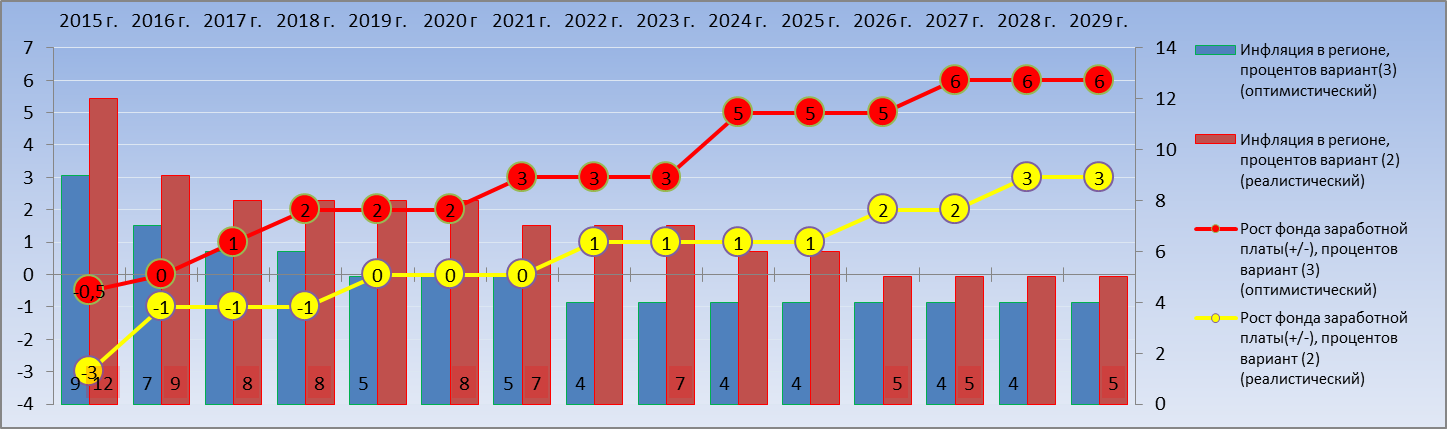 2015 г. 2016 г. 2017 г. 2018 г. 2019 г. 2020 г 2021 г. 2022 г. 2023 г. 2024 г. 2025 г. 2026 г. 2027 г. 2028 г. 2029 г.
7
6
5
4
3
2
1
0
-1
-2
-3
-4
-0,5 0 1 2 2 2 3 3 3 5 5 5 6 6 6
-3 -1 -1 -1 0 0 0 1 1 1 1 2 2 3 3
9 12 7 9 8 8 5 8 5 7 4 7 4 4 5 4 5 4 5
14
12
10
8
6
4
2
0
Инфляция в регионе,
процентов вариант(3)
(оптимистический)
Инфляция в регионе,
процентов вариант (2)
(реалистический)
Рост фонда заработной
платы(+/-), процентов
вариант (3)
(оптимистический)
Рост фонда заработной
платы(+/-), процентов
вариант (2)
(реалистический)